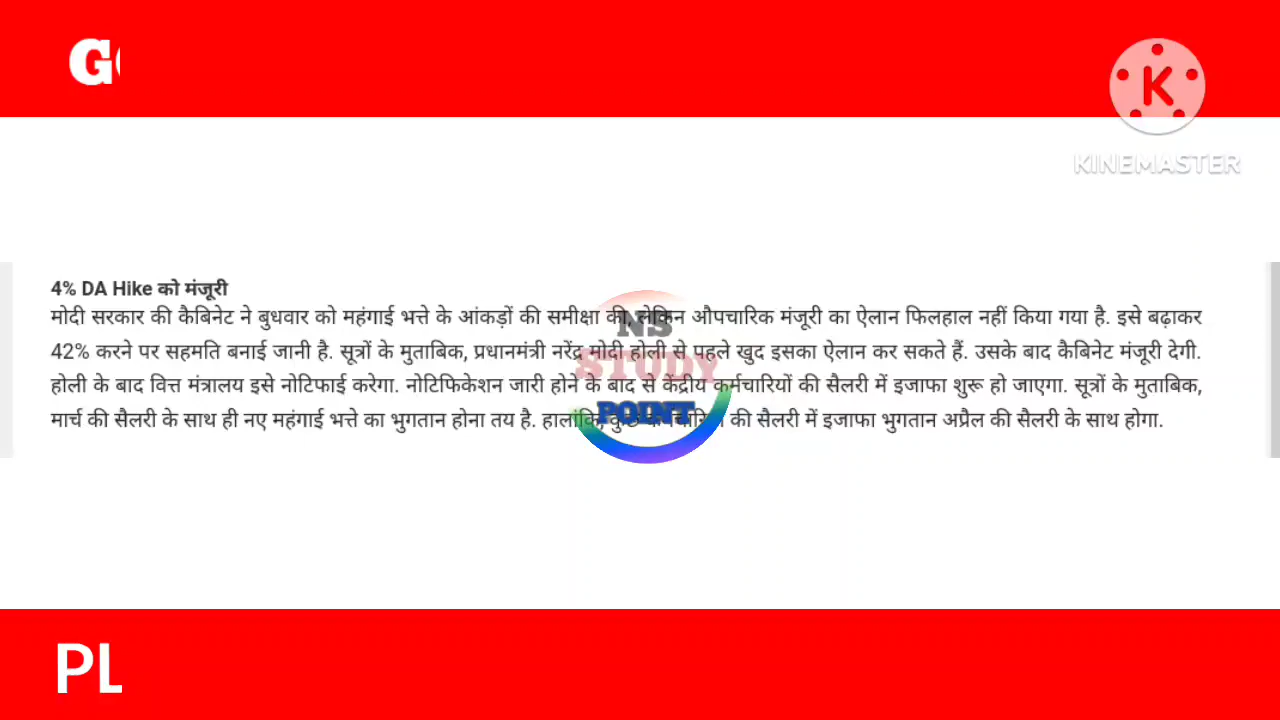 G
KINEMASTER
4% DA Hike को मंजूरी
मोदी सरकार की कैबिनेट ने बुधवार को महंगाई भत्ते के आंकड़ों की समीक्षा की, लेकिन औपचारिक मंजूरी का ऐलान फिलहाल नहीं किया गया है. इसे बढ़ाकर
42% करने पर सहमति बनाई जानी है. सूत्रों के मुताबिक, प्रधानमंत्री नरेंद्र मोदी होली से पहले खुद इसका ऐलान कर सकते हैं. उसके बाद कैबिनेट मंजूरी देगी.
होली के बाद वित्त मंत्रालय इसे नोटिफाई करेगा. नोटिफिकेशन जारी होने के बाद से केंद्रीय कर्मचारियों की सैलरी में इजाफा शुरू हो जाएगा. सूत्रों के मुताबिक,
मार्च की सैलरी के साथ ही नए महंगाई भत्ते का भुगतान होना तय है. हालांकि, कुछ की सैलरी में इजाफा भुगतान अप्रैल की सैलरी के साथ होगा.
NS
STUDY
POINT
PL